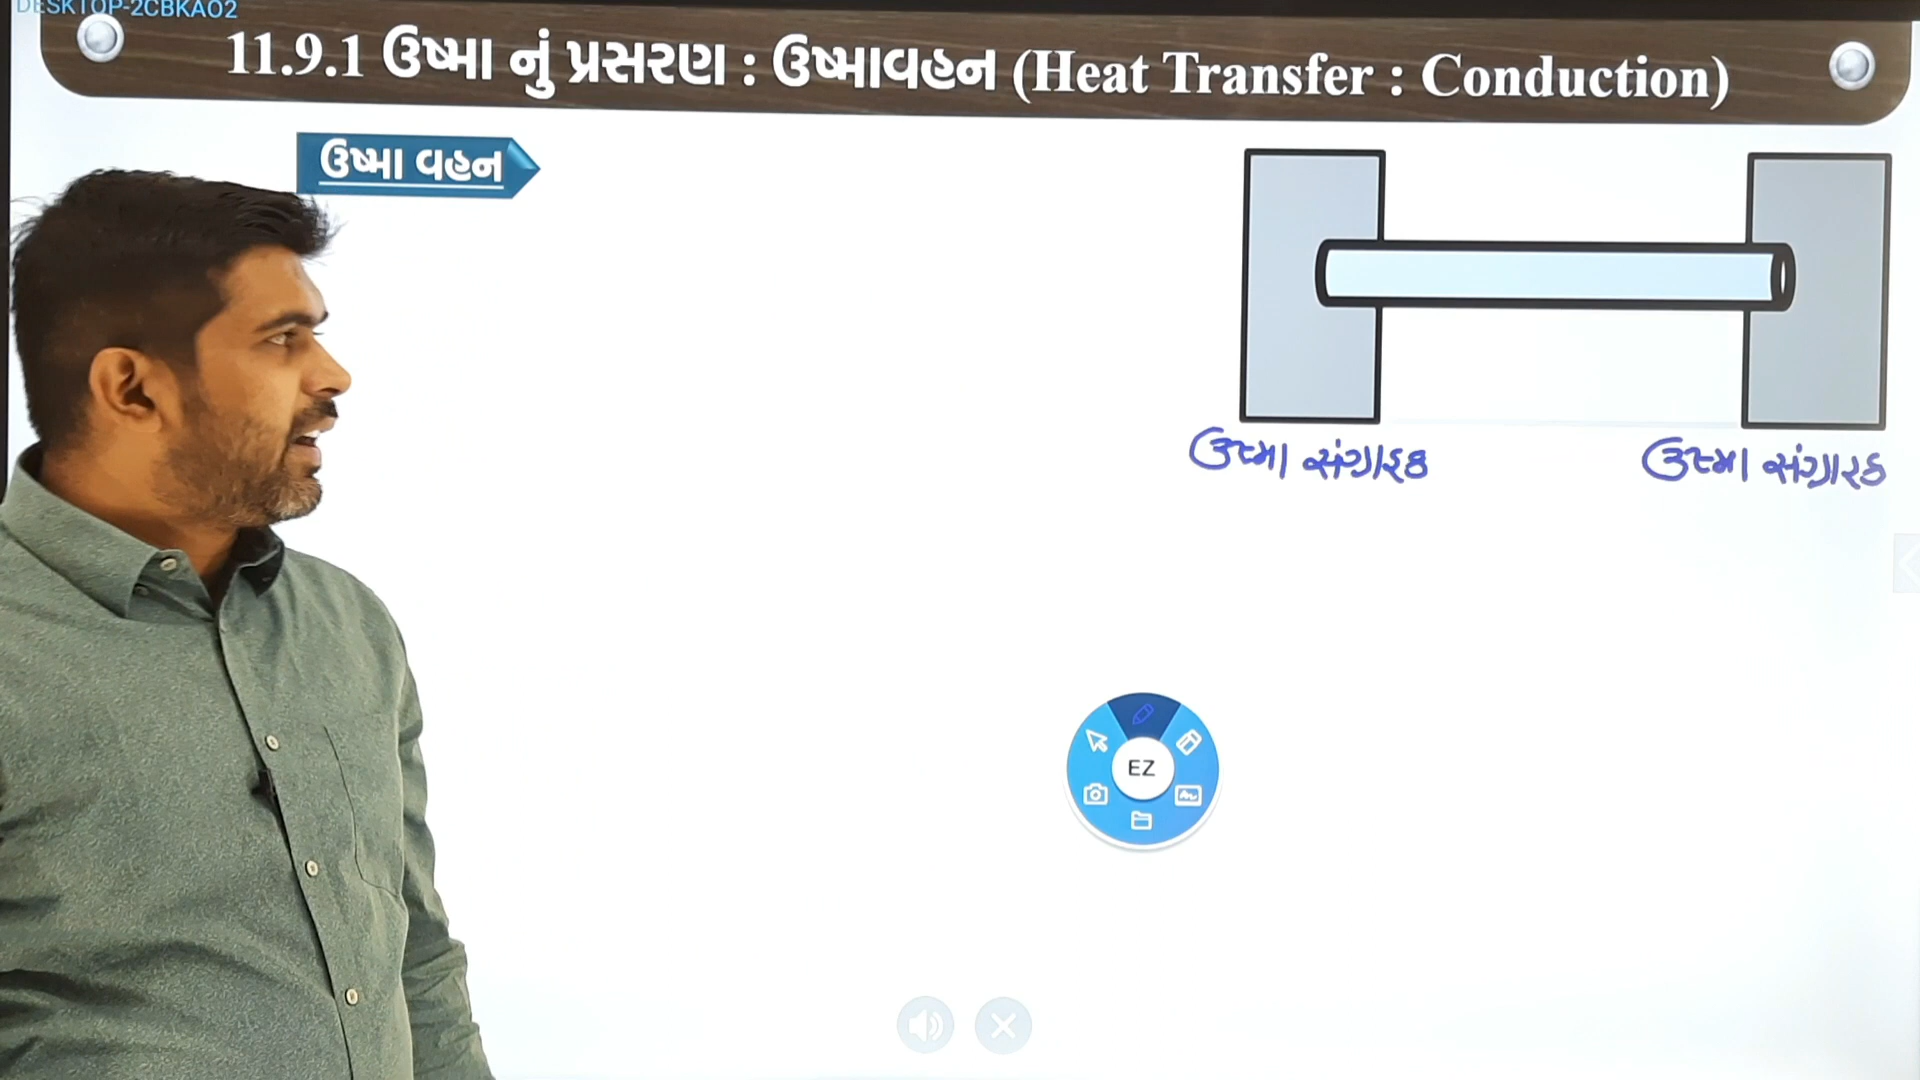 DESKTOP-2CBKAO2
11.9.1 ઉષ્મા નું પ્રસરણ : ઉષ્માવહન (Heat Transfer : Conduction)
ઉષ્મા વહન
ઉષ્મા સંગ્રાહક ઉષ્મા સંગ્રાહક
EZ